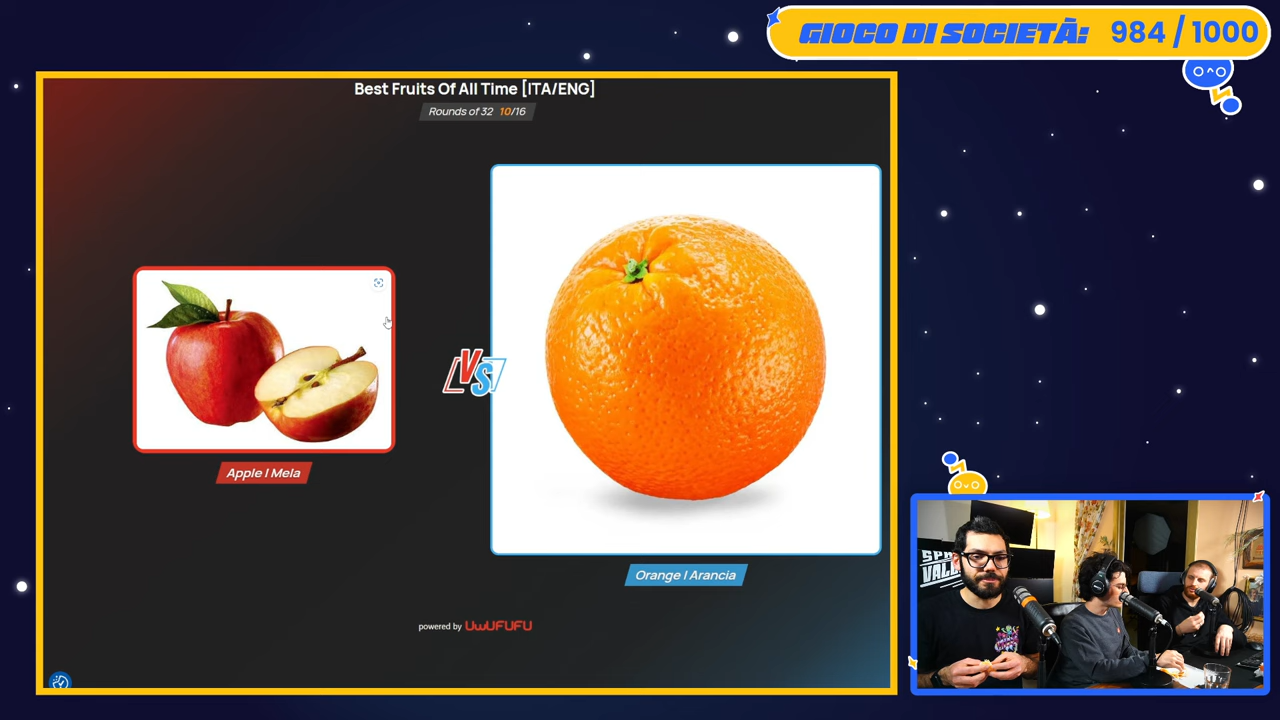 GIOCO DI SOCIETÀ: 984 / 1000
Best Fruits Of All Time [ITA/ENG]
Rounds of 32 10/16
VS
Apple | Mela
Orange | Arancia
powered by UWUFUFU